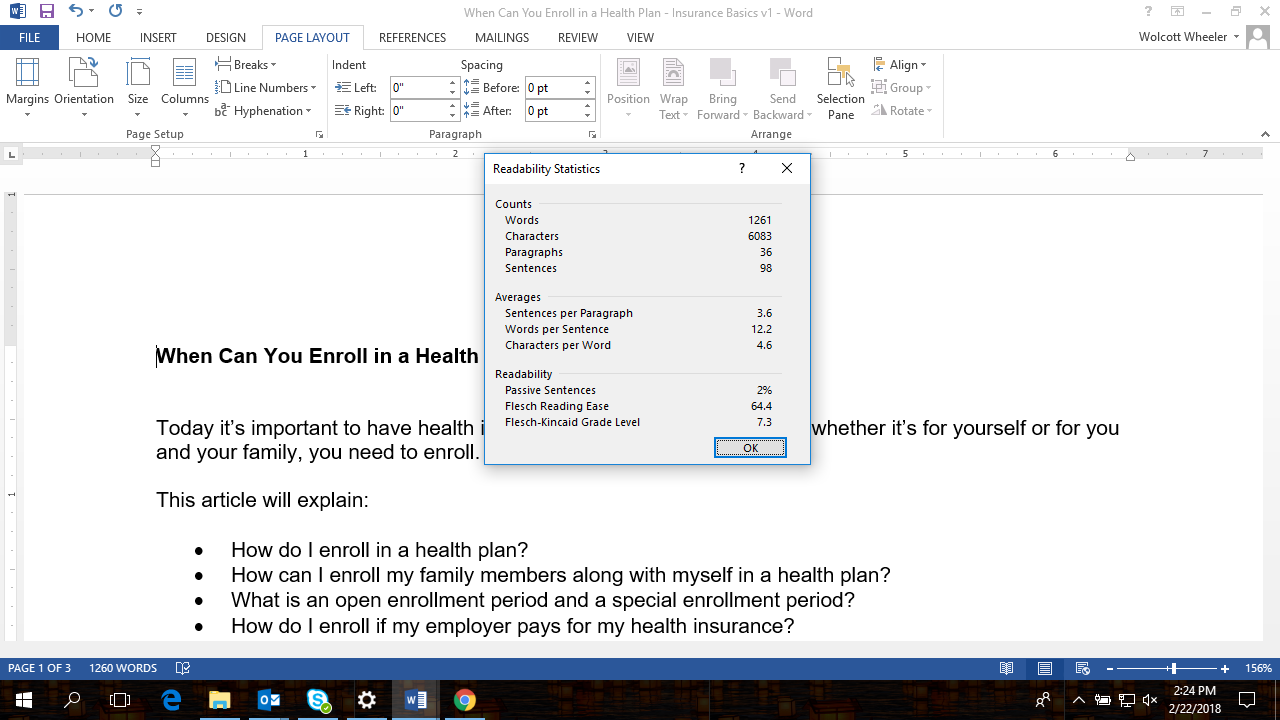 When Can You Enroll in a Health Plan - Insurance Basics v1 - Word
FILE HOME INSERT DESIGN PAGE LAYOUT REFERENCES MAILINGS REVIEW VIEW Wolcott Wheeler
Margins Orientation Size Columns
Breaks
Line Numbers
Hyphenation
Page Setup
Indent Spacing
Left: 0" Before: 0 pt
Right: 0" After: 0 pt
Paragraph
Position Wrap Text Bring Forward Send Backward Selection Pane
Align
Group
Rotate
Arrange
1 2 3 4 5 6 7
Readability Statistics ?
Counts
Words 1261
Characters 6083
Paragraphs 36
Sentences 98
Averages
Sentences per Paragraph 3.6
Words per Sentence 12.2
Characters per Word 4.6
Readability
Passive Sentences 2%
Flesch Reading Ease 64.4
Flesch-Kincaid Grade Level 7.3
OK
When Can You Enroll in a Health
Today it's important to have health i whether it's for yourself or for you
and your family, you need to enroll.
This article will explain:
• How do I enroll in a health plan?
• How can I enroll my family members along with myself in a health plan?
• What is an open enrollment period and a special enrollment period?
• How do I enroll if my employer pays for my health insurance?
PAGE 1 OF 3 1260 WORDS 156%
2:24 PM
2/22/2018